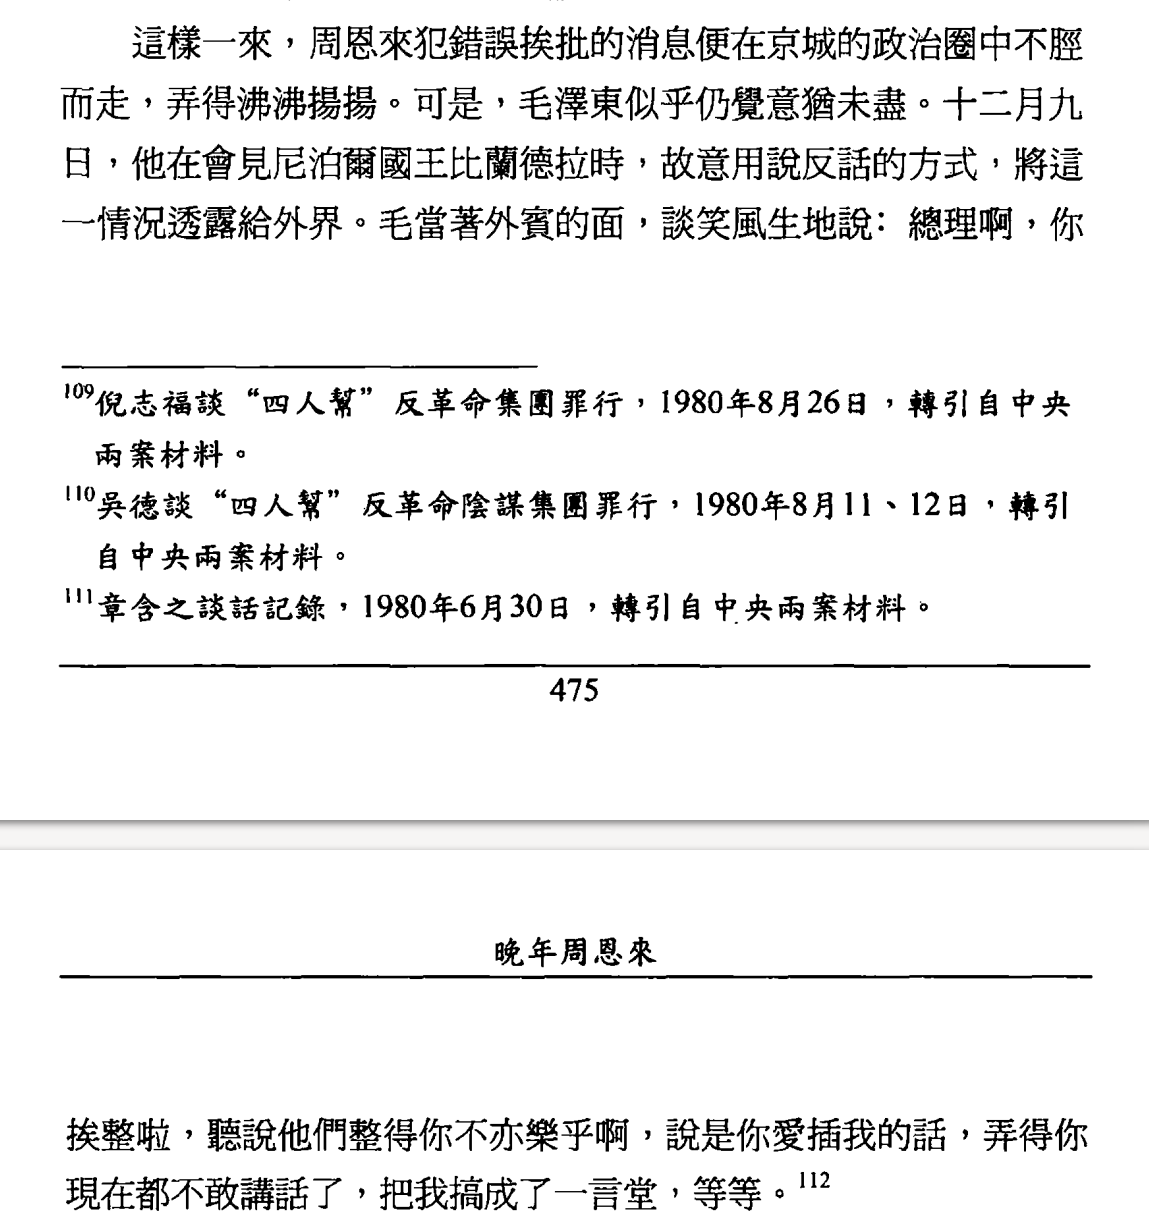 這樣一來，周恩來犯錯誤挨批的消息便在京城的政治圈中不脛
而走，弄得沸沸揚揚。可是，毛澤東似乎仍覺意猶未盡。十二月九
日，他在會見尼泊爾國王比蘭德拉時，故意用說反話的方式，將這
一情況透露給外界。毛當著外賓的面，談笑風生地說：總理啊，你
109倪志福談“四人幫”反革命集團罪行，1980年8月26日，轉引自中央
兩案材料。
110吳德談“四人幫”反革命陰謀集團罪行，1980年8月11、12日，轉引
自中央兩案材料。
111章含之談話記錄，1980年6月30日，轉引自中央兩案材料。
475
晚年周恩來
挨整啦，聽說他們整得你不亦樂乎啊，說是你愛插我的話，弄得你
現在都不敢講話了，把我搞成了一言堂，等等。112